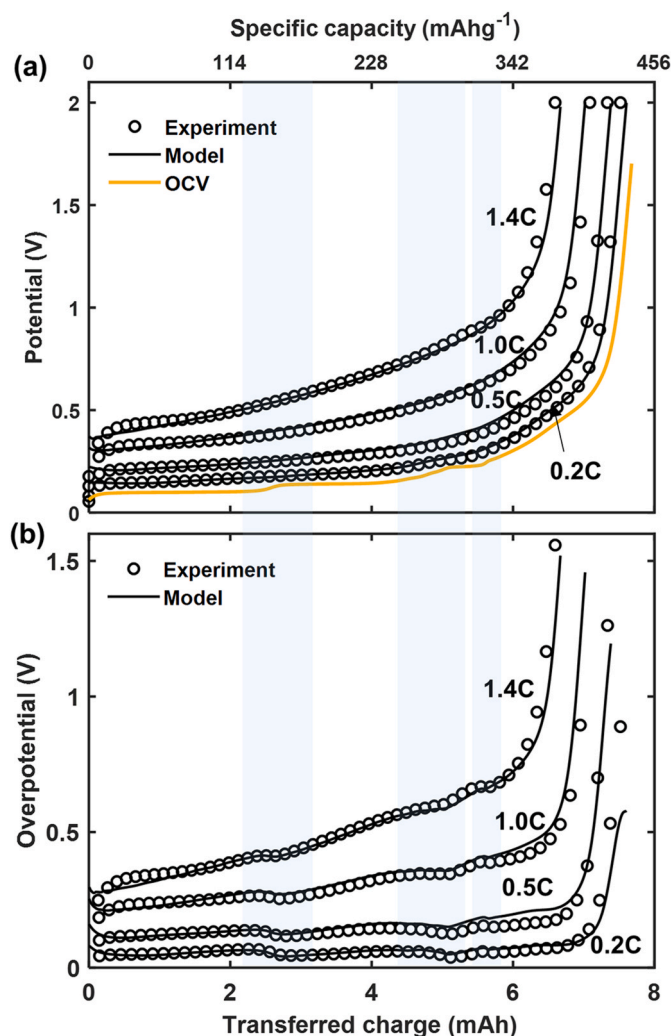 Specific capacity (mAhg⁻¹)
0 114 228 342 456
(a)
2
1.5
1
0.5
0
Potential (V)
Experiment
Model
OCV
1.4C
1.0C
0.5C
0.2C
(b)
1.5
1
0.5
0
Overpotential (V)
Experiment
Model
1.4C
1.0C
0.5C
0.2C
0 2 4 6 8
Transferred charge (mAh)